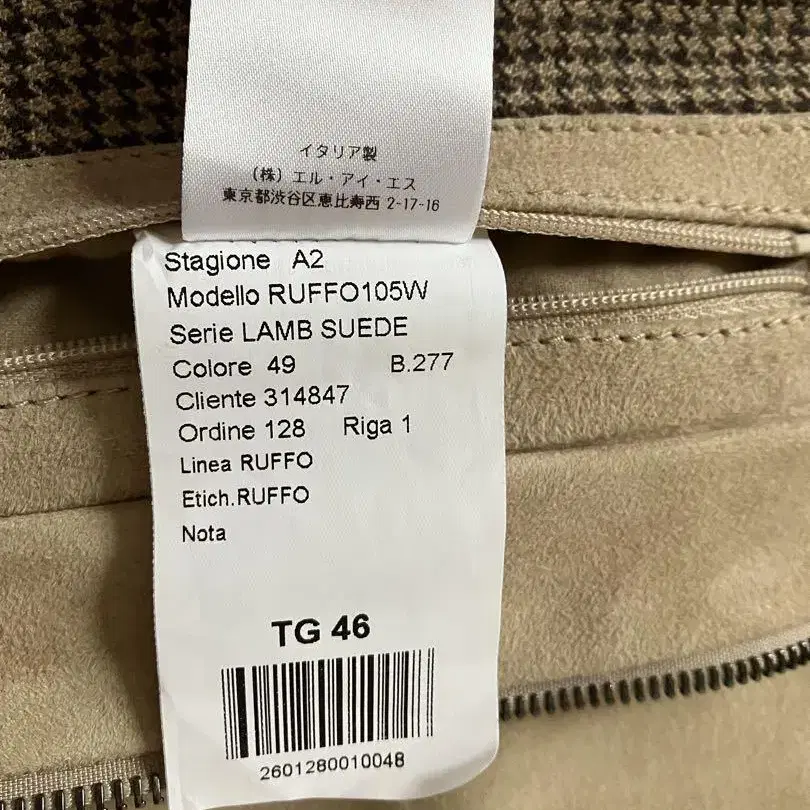 イタリア製
(株) エル・アイ・エス
東京都渋谷区恵比寿西 2-17-16
Stagione A2
Modello RUFFO105W
Serie LAMB SUEDE
Colore 49 B.277
Cliente 314847
Ordine 128 Riga 1
Linea RUFFO
Etich.RUFFO
Nota
TG 46
2601280010048